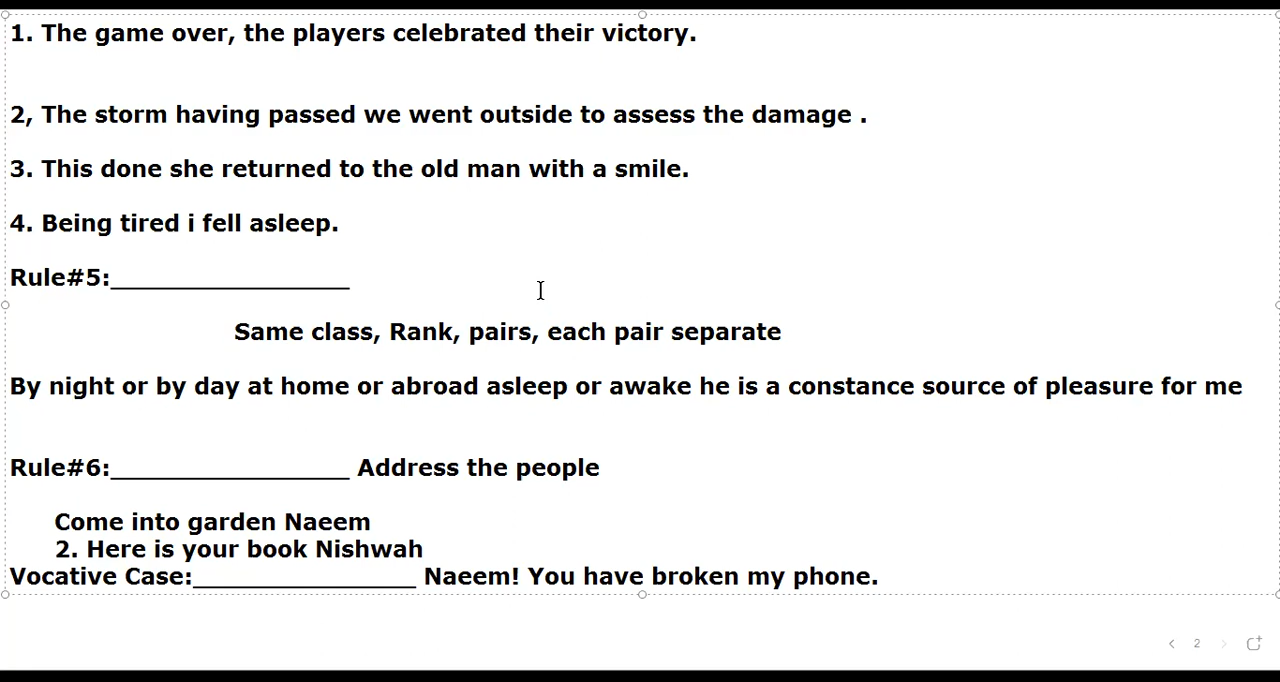 1. The game over, the players celebrated their victory.
2, The storm having passed we went outside to assess the damage .
3. This done she returned to the old man with a smile.
4. Being tired i fell asleep.
Rule#5:___________________
Same class, Rank, pairs, each pair separate
By night or by day at home or abroad asleep or awake he is a constance source of pleasure for me
Rule#6:___________________ Address the people
Come into garden Naeem
2. Here is your book Nishwah
Vocative Case:__________________ Naeem! You have broken my phone.
2